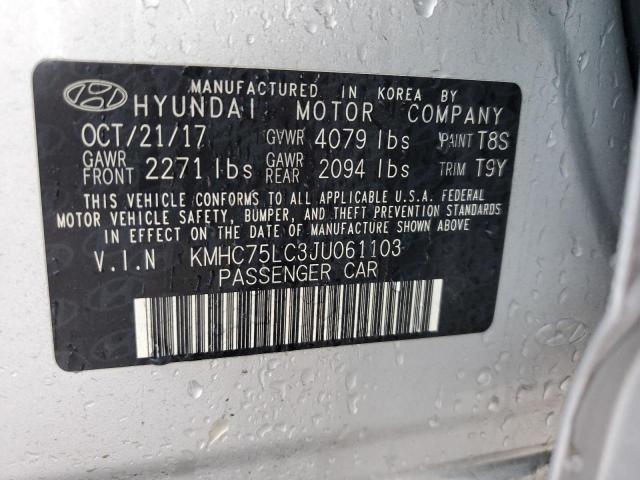 MANUFACTURED IN KOREA BY
HYUNDAI MOTOR COMPANY
OCT/21/17 GVWR 4079 lbs PAINT T8S
GAWR FRONT 2271 lbs GAWR REAR 2094 lbs TRIM T9Y
THIS VEHICLE CONFORMS TO ALL APPLICABLE U.S.A. FEDERAL
MOTOR VEHICLE SAFETY, BUMPER, AND THEFT PREVENTION STANDARDS
IN EFFECT ON THE DATE OF MANUFACTURE SHOWN ABOVE.
V.I.N KMHC75LC3JU061103
PASSENGER CAR